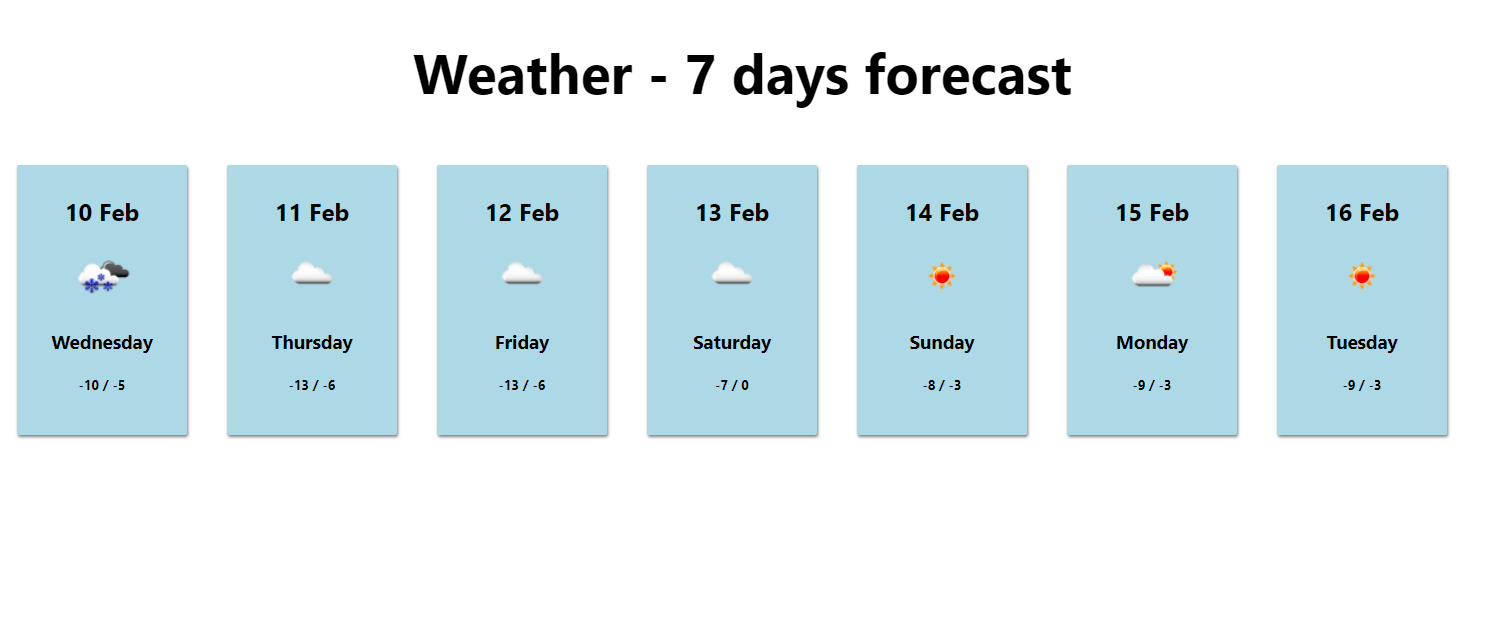 Weather - 7 days forecast
10 Feb
Wednesday
-10 / -5
11 Feb
Thursday
-13 / -6
12 Feb
Friday
-13 / -6
13 Feb
Saturday
-7 / 0
14 Feb
Sunday
-8 / -3
15 Feb
Monday
-9 / -3
16 Feb
Tuesday
-9 / -3